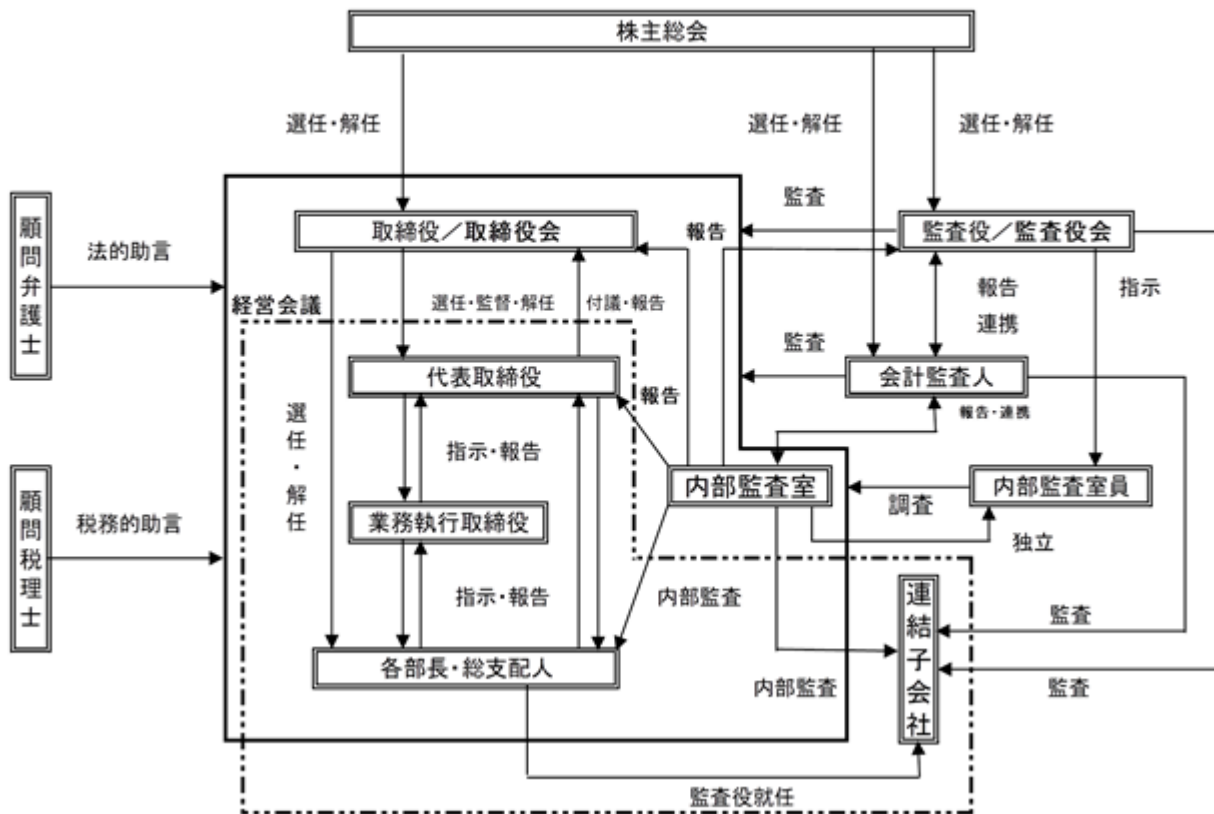 株主総会
選任・解任
選任・解任
選任・解任
顧問弁護士
法的助言
取締役／取締役会
監査
報告
監査役／監査役会
指示
経営会議
選任・監督・解任
付議・報告
報告
連携
監査
代表取締役
報告
会計監査人
報告・連携
選任・解任
指示・報告
顧問税理士
税務的助言
内部監査室
調査
内部監査室員
業務執行取締役
独立
指示・報告
内部監査
連結子会社
監査
各部長・総支配人
内部監査
監査
監査役就任